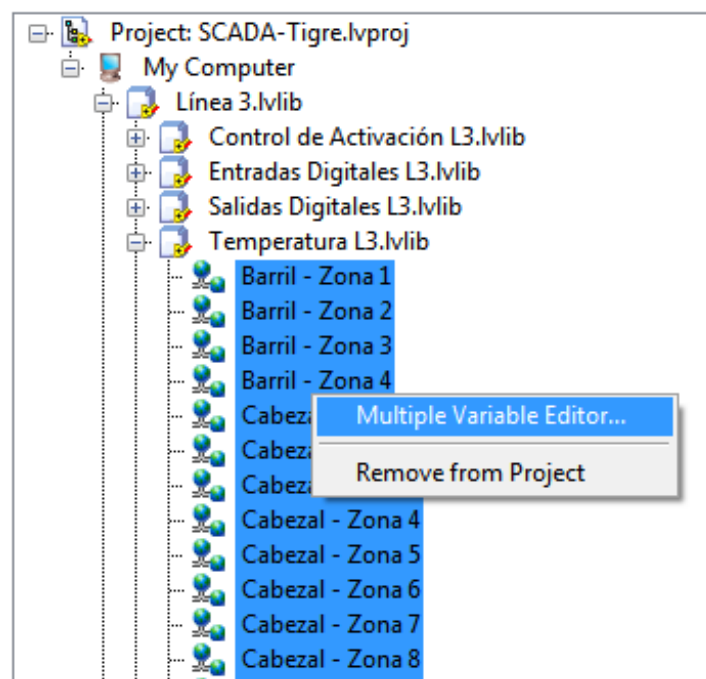 Project: SCADA-Tigre.lvproj
My Computer
Línea 3.lvlib
Control de Activación L3.lvlib
Entradas Digitales L3.lvlib
Salidas Digitales L3.lvlib
Temperatura L3.lvlib
Barril - Zona 1
Barril - Zona 2
Barril - Zona 3
Barril - Zona 4
Multiple Variable Editor...
Remove from Project
Cabezal - Zona 4
Cabezal - Zona 5
Cabezal - Zona 6
Cabezal - Zona 7
Cabezal - Zona 8